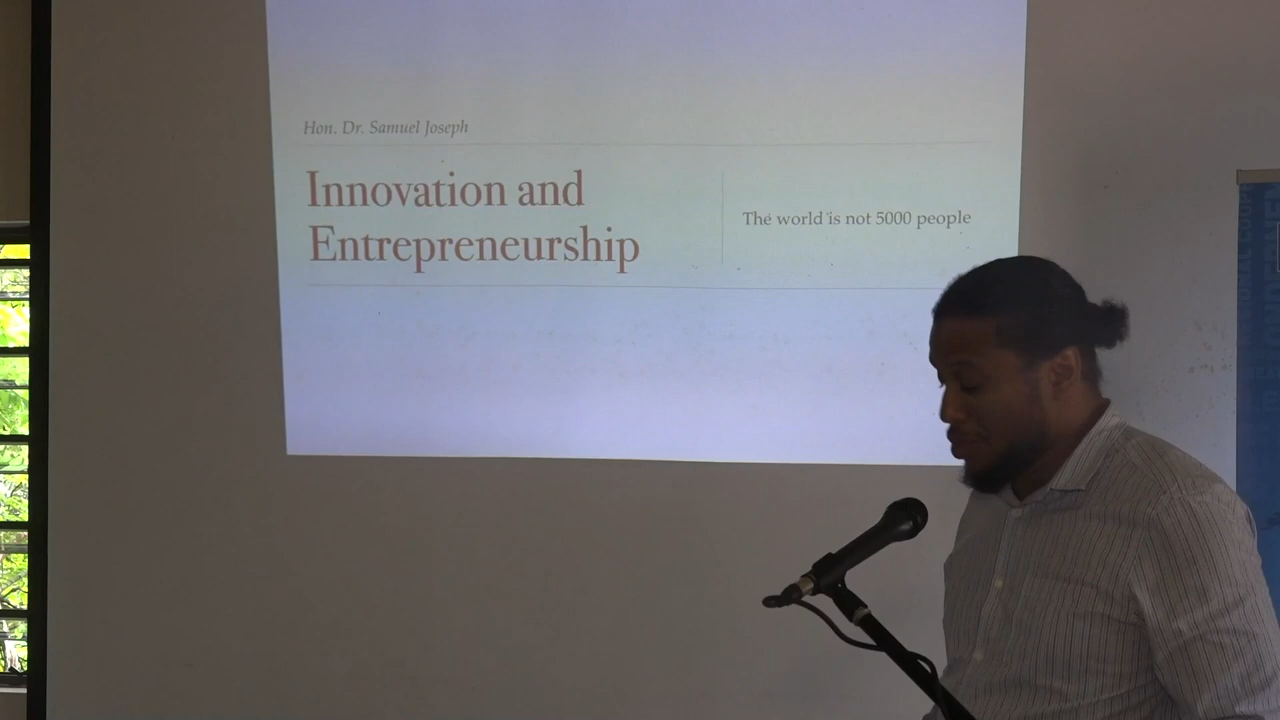 Hon. Dr. Samuel Joseph
Innovation and
Entrepreneurship
The world is not 5000 people